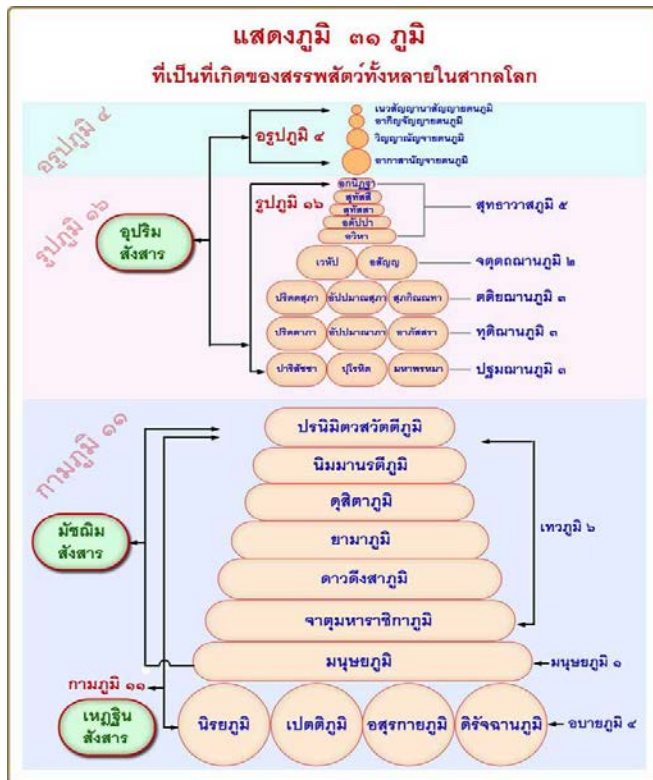 แสดงภูมิ ๓๑ ภูมิ
ที่เป็นที่เกิดของสรรพสัตว์ทั้งหลายในสากลโลก
อรูปภูมิ ๔
อรูปภูมิ ๔
เนวสัญญานาสัญญายตนภูมิ
อากิญจัญญายตนภูมิ
วิญญาณัญจายตนภูมิ
อากาสานัญจายตนภูมิ
รูปภูมิ ๑๖
รูปภูมิ ๑๖
อุปริม
สังสาร
อกนิฏฐา
สุทัสสี
สุทัสสา
อตัปปา
อวิหา
สุทธาวาสภูมิ ๕
เวหัป
อสัญญ
จตุตถฌานภูมิ ๒
ปริตตสุภา
อัปปมาณสุภา
สุภกิณณหา
ตติยฌานภูมิ ๓
ปริตตาภา
อัปปมาณาภา
อาภัสสรา
ทุติฌานภูมิ ๓
ปาริสัชชา
ปุโรหิต
มหาพรหมา
ปฐมฌานภูมิ ๓
กามภูมิ ๑๑
ปรนิมิตวสวัตตีภูมิ
นิมมานรตีภูมิ
ดุสิตาภูมิ
ยามาภูมิ
ดาวดึงสาภูมิ
จาตุมหาราชิกาภูมิ
เทวภูมิ ๖
มัชฌิม
สังสาร
มนุษยภูมิ
มนุษยภูมิ ๑
กามภูมิ ๑๑
เหฏฐิน
สังสาร
นิรยภูมิ
เปตติภูมิ
อสุรกายภูมิ
ติรัจฉานภูมิ
อบายภูมิ ๔